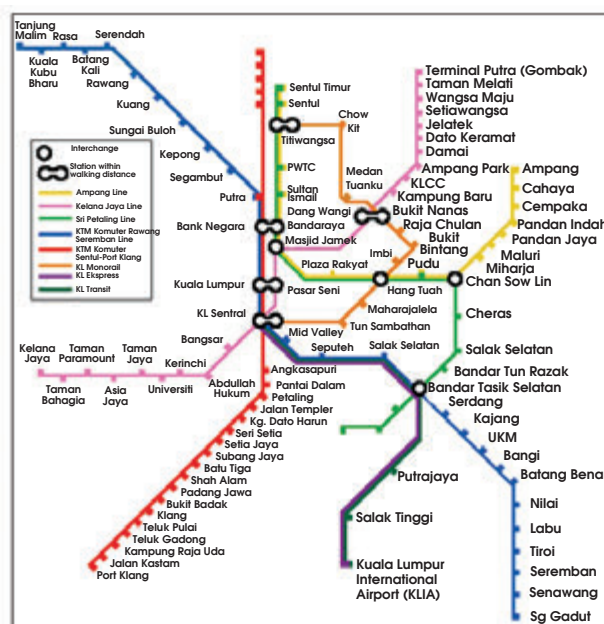 Tanjung
Malim
Rasa
Serendah
Kuala
Kubu
Bharu
Batang
Kali
Rawang
Kuang
Sungai Buloh
Kepong
Segambut
Putra
Bank Negara
Kuala Lumpur
KL Sentral
Interchange
Station within
walking distance
Ampang Line
Kelana Jaya Line
Sri Petaling Line
KTM Komuter Rawang
Seremban Line
KTM Komuter
Sentul-Port Klang
KL Monorail
KL Ekspres
KL Transit
Sentul Timur
Sentul
Titiwangsa
Chow
Kit
PWTC
Medan
Tuanku
Sultan
Ismail
Dang Wangi
Bandaraya
Masjid Jamek
Plaza Rakyat
Pasar Seni
Terminal Putra (Gombak)
Taman Melati
Wangsa Maju
Setiawangsa
Jelatek
Dato Keramat
Damai
Ampang Park
KLCC
Kampung Baru
Bukit Nanas
Raja Chulan
Bukit
Bintang
Imbi
Pudu
Hang Tuah
Maharajalela
Tun Sambathan
Ampang
Cahaya
Cempaka
Pandan Indah
Pandan Jaya
Maluri
Miharja
Chan Sow Lin
Cheras
Salak Selatan
Bandar Tun Razak
Bandar Tasik Selatan
Mid Valley
Seputeh
Salak Selatan
Bangsar
Kelana
Jaya
Taman
Paramount
Taman
Jaya
Kerinchi
Taman
Bahagia
Asia
Jaya
Universiti
Abdullah
Hukum
Angkasapuri
Pantai Dalam
Petaling
Jalan Templer
Kg. Dato Harun
Seri Setia
Setia Jaya
Subang Jaya
Batu Tiga
Shah Alam
Padang Jawa
Bukit Badak
Klang
Teluk Pulai
Teluk Gadong
Kampung Raja Uda
Jalan Kastam
Port Klang
Serdang
Kajang
UKM
Bangi
Batang Bena
Nilai
Labu
Tiroi
Seremban
Senawang
Sg Gadut
Putrajaya
Salak Tinggi
Kuala Lumpur
International
Airport (KLIA)